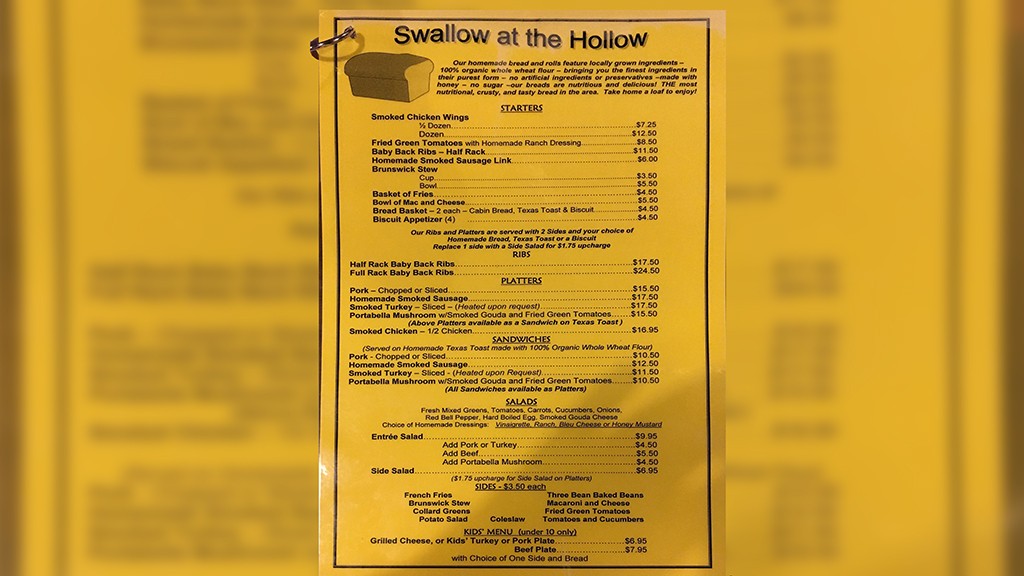 Swallow at the Hollow
Our homemade bread and rolls feature locally grown ingredients –
100% organic whole wheat flour – bringing you the finest ingredients in
their purest form – no artificial ingredients or preservatives –made with
honey – no sugar –our breads are nutritious and delicious! THE most
nutritional, crusty, and tasty bread in the area. Take home a loaf to enjoy!
STARTERS
Smoked Chicken Wings
½ Dozen...$7.25
Dozen...$12.50
Fried Green Tomatoes with Homemade Ranch Dressing...$8.50
Baby Back Ribs – Half Rack...$11.50
Homemade Smoked Sausage Link...$6.00
Brunswick Stew
Cup...$3.50
Bowl...$5.50
Basket of Fries...$4.50
Bowl of Mac and Cheese...$5.50
Bread Basket – 2 each – Cabin Bread, Texas Toast & Biscuit...$4.50
Biscuit Appetizer (4) ...$4.50
Our Ribs and Platters are served with 2 Sides and your choice of
Homemade Bread, Texas Toast or a Biscuit
Replace 1 side with a Side Salad for $1.75 upcharge
RIBS
Half Rack Baby Back Ribs...$17.50
Full Rack Baby Back Ribs...$24.50
PLATTERS
Pork – Chopped or Sliced...$15.50
Homemade Smoked Sausage...$17.50
Smoked Turkey – Sliced – (Heated upon request)...$17.50
Portabella Mushroom w/Smoked Gouda and Fried Green Tomatoes...$15.50
(Above Platters available as a Sandwich on Texas Toast )
Smoked Chicken – 1/2 Chicken...$16.95
SANDWICHES
(Served on Homemade Texas Toast made with 100% Organic Whole Wheat Flour)
Pork - Chopped or Sliced...$10.50
Homemade Smoked Sausage...$12.50
Smoked Turkey – Sliced - (Heated upon Request)...$11.50
Portabella Mushroom w/Smoked Gouda and Fried Green Tomatoes...$10.50
(All Sandwiches available as Platters)
SALADS
Fresh Mixed Greens, Tomatoes, Carrots, Cucumbers, Onions,
Red Bell Pepper, Hard Boiled Egg, Smoked Gouda Cheese
Choice of Homemade Dressings: Vinaigrette, Ranch, Bleu Cheese or Honey Mustard
Entrée Salad...$9.95
Add Pork or Turkey...$4.50
Add Beef...$5.50
Add Portabella Mushroom...$4.50
Side Salad...$6.95
($1.75 upcharge for Side Salad on Platters)
SIDES - $3.50 each
French Fries Three Bean Baked Beans
Brunswick Stew Macaroni and Cheese
Collard Greens Fried Green Tomatoes
Potato Salad Coleslaw Tomatoes and Cucumbers
KIDS' MENU (under 10 only)
Grilled Cheese, or Kids' Turkey or Pork Plate...$6.95
Beef Plate...$7.95
with Choice of One Side and Bread